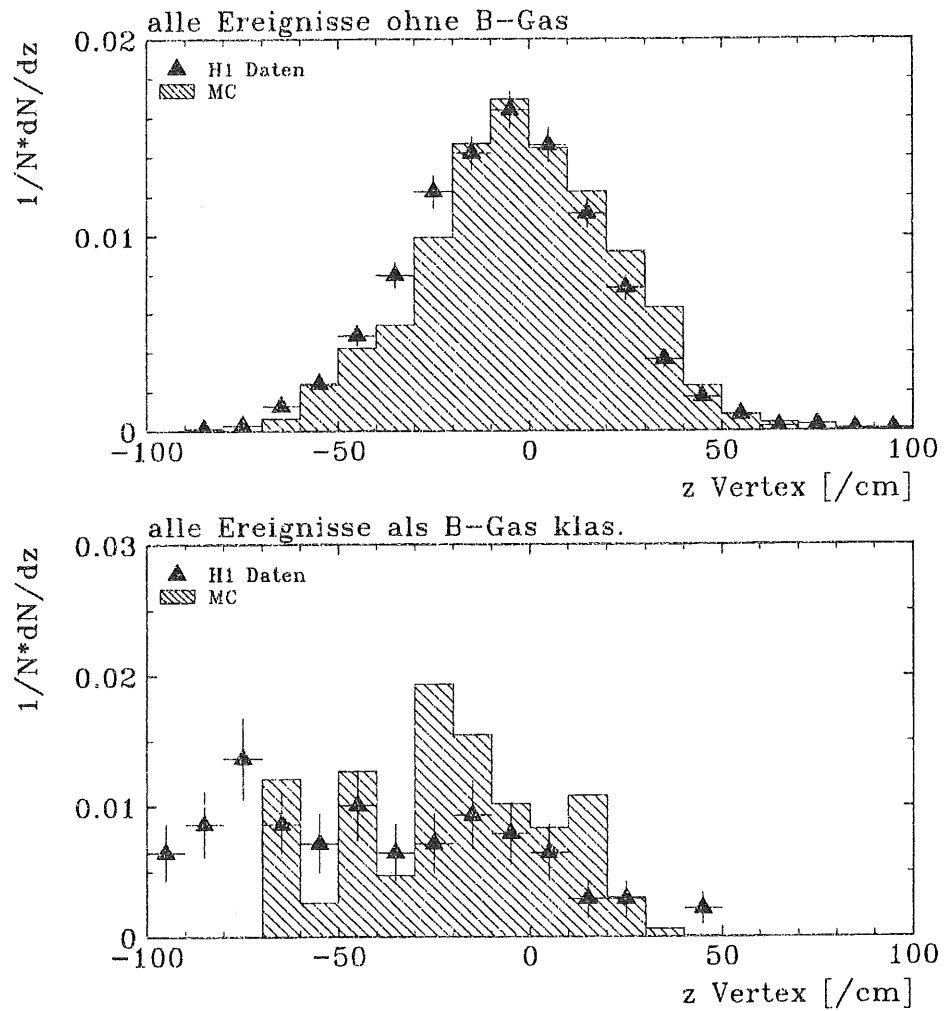 alle Ereignisse ohne B-Gas
1/N*dN/dz
0.02
0.01
0
H1 Daten
MC
-100
-50
0
50
100
z Vertex [/cm]
alle Ereignisse als B-Gas klas.
1/N*dN/dz
0.03
0.02
0.01
0
H1 Daten
MC
-100
-50
0
50
100
z Vertex [/cm]